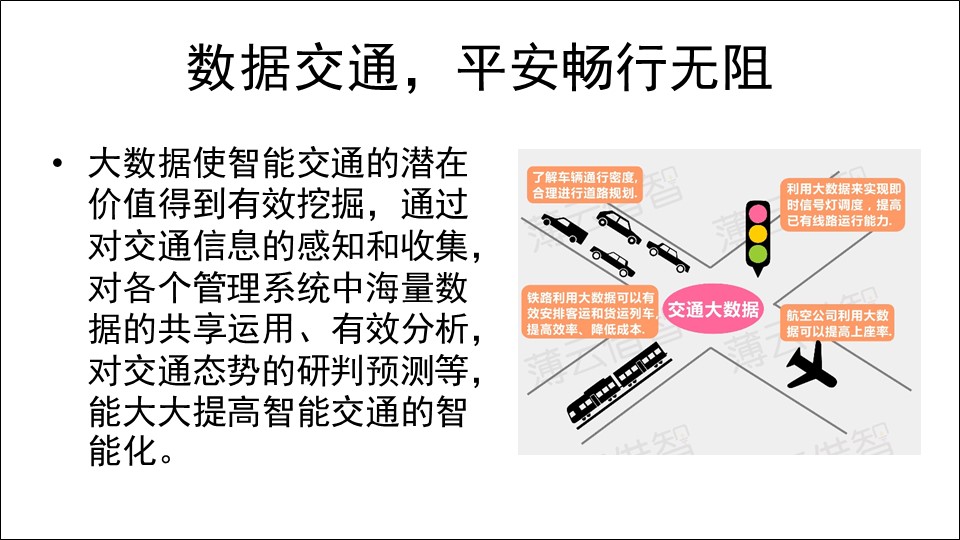 数据交通，平安畅行无阻
• 大数据使智能交通的潜在
价值得到有效挖掘，通过
对交通信息的感知和收集，
对各个管理系统中海量数
据的共享运用、有效分析，
对交通态势的研判预测等，
能大大提高智能交通的智
能化。
了解车辆通行密度,
合理进行道路规划.
利用大数据来实现即
时信号灯调度，提高
已有线路运行能力.
铁路利用大数据可以有
效安排客运和货运列车,
提高效率、降低成本.
交通大数据
航空公司利用大数
据可以提高上座率.